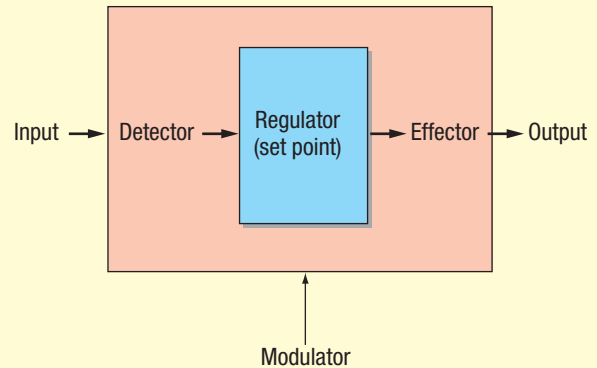 Input
Detector
Regulator
(set point)
Effector
Output
Modulator